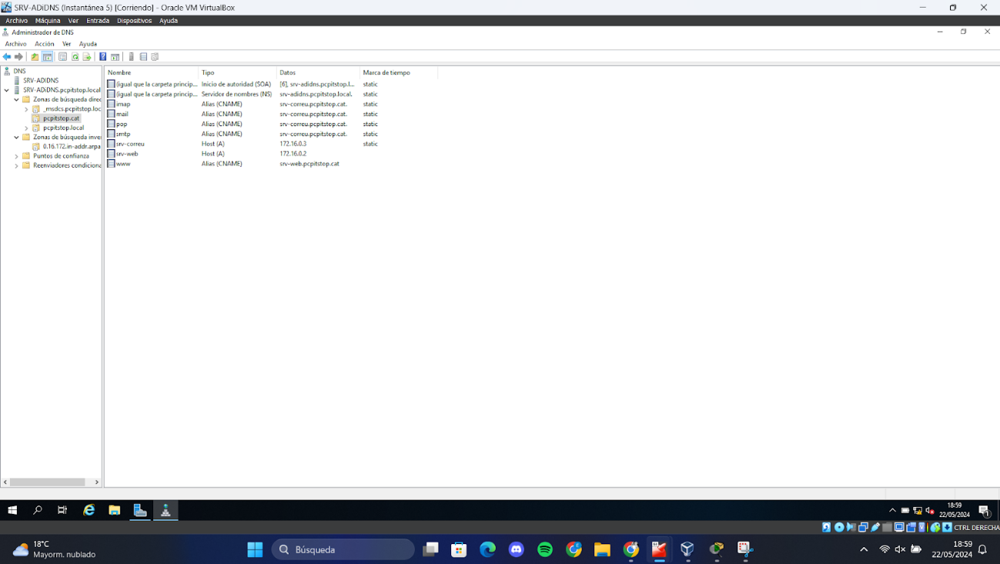 SRV-ADiDNS (Instantánea 5) [Corriendo] - Oracle VM VirtualBox
Archivo Máquina Ver Entrada Dispositivos Ayuda
Administrador de DNS
Archivo Acción Ver Ayuda
DNS
SRV-ADIDNS
SRV-ADiDNS.pcpitstop.local
Zonas de búsqueda direc
_msdcs.pcpitstop.loc
pcpitstop.cat
pcpitstop.local
Zonas de búsqueda inver
0.16.172.in-addr.arpa
Puntos de confianza
Reenviadores condiciona
Nombre Tipo Datos Marca de tiempo
(igual que la carpeta princip... Inicio de autoridad (SOA) [6], srv-adidns.pcpitstop.l... static
(igual que la carpeta princip... Servidor de nombres (NS) srv-adidns.pcpitstop.local. static
imap Alias (CNAME) srv-correu.pcpitstop.cat. static
mail Alias (CNAME) srv-correu.pcpitstop.cat. static
pop Alias (CNAME) srv-correu.pcpitstop.cat. static
smtp Alias (CNAME) srv-correu.pcpitstop.cat. static
srv-correu Host (A) 172.16.0.3 static
srv-web Host (A) 172.16.0.2
www Alias (CNAME) srv-web.pcpitstop.cat
18:59
22/05/2024
1
CTRL DERECHA
18°C
Mayorm. nublado
Búsqueda
18:59
22/05/2024